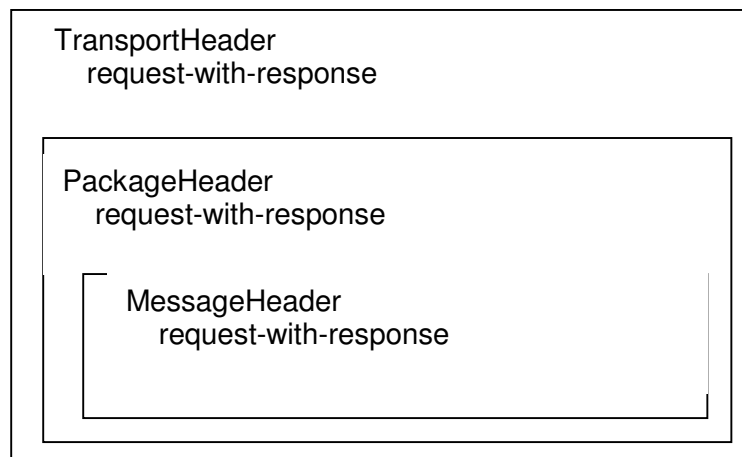 TransportHeader
request-with-response
PackageHeader
request-with-response
MessageHeader
request-with-response